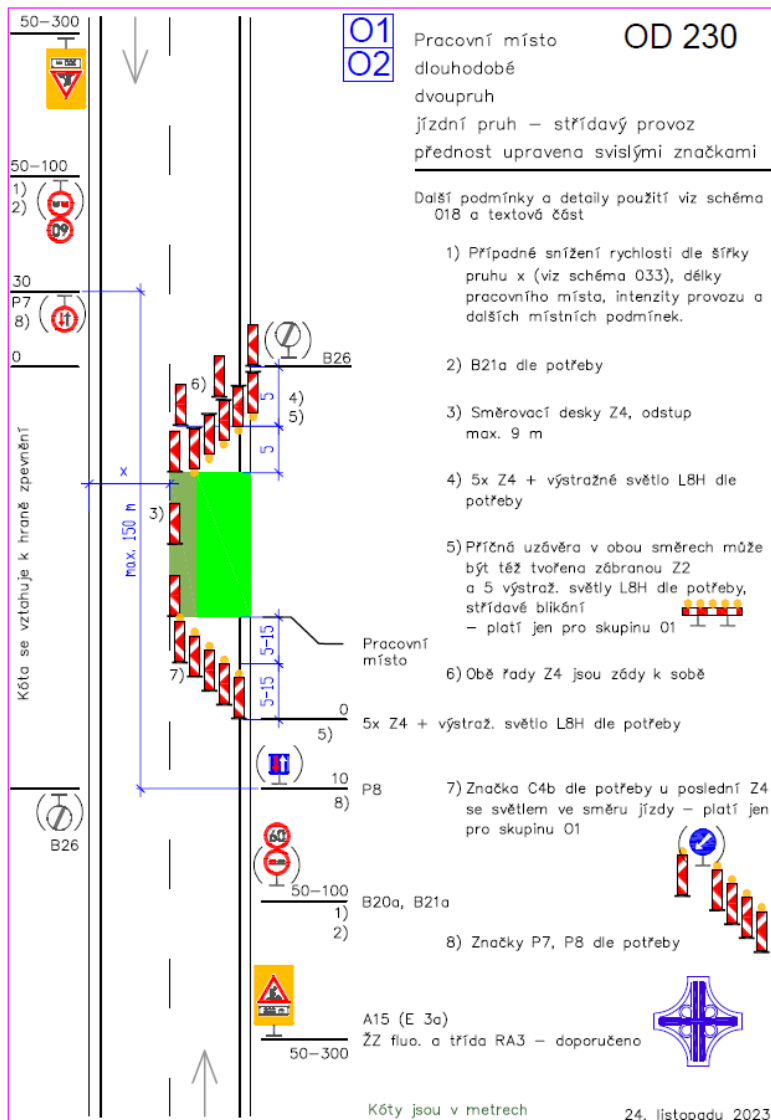 O1
O2
Pracovní místo
OD 230
dlouhodobé
dvoupruh
jízdní pruh – střídavý provoz
přednost upravena svislými značkami
Další podmínky a detaily použití viz schéma
018 a textová část
1) Případné snížení rychlosti dle šířky
pruhu x (viz schéma 033), délky
pracovního místa, intenzity provozu a
dalších místních podmínek.
2) B21a dle potřeby
3) Směrovací desky Z4, odstup
max. 9 m
4) 5x Z4 + výstražné světlo L8H dle
potřeby
5) Příčná uzávěra v obou směrech může
být též tvořena zábranou Z2
a 5 výstraž. světly L8H dle potřeby,
střídavé blikání
– platí jen pro skupinu 01
6) Obě řady Z4 jsou zády k sobě
7) Značka C4b dle potřeby u poslední Z4
se světlem ve směru jízdy – platí jen
pro skupinu 01
8) Značky P7, P8 dle potřeby
50-300
50-100
1)
2)
60
30
P7
8)
0
B26
6)
5
4)
5)
5
x
3)
max. 150 m
Kóta se vztahuje k hraně zpevnění
Pracovní
místo
5-15
7)
5-15
0
5)
5x Z4 + výstraž. světlo L8H dle potřeby
10
8)
P8
B26
60
50-100
1)
2)
B20a, B21a
A15 (E 3a)
ŽZ fluo. a třída RA3 – doporučeno
50-300
Kóty jsou v metrech
24. listopadu 2023